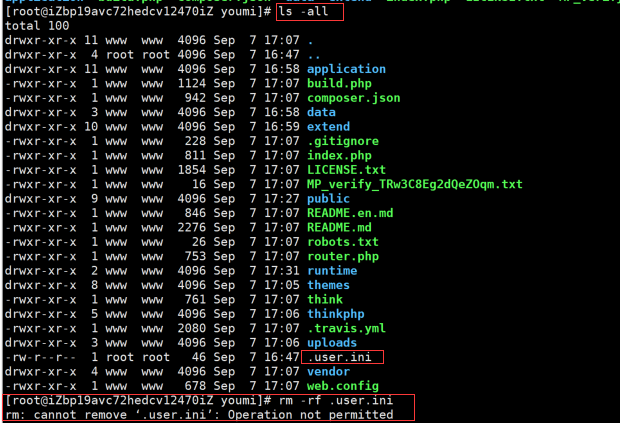 [root@iZbp19avc72hedcv12470iZ youmi]# ls -all
total 100
drwxr-xr-x 11 www  www  4096 Sep  7 17:07 .
drwxr-xr-x  4 root root 4096 Sep  7 16:47 ..
drwxr-xr-x 11 www  www  4096 Sep  7 16:58 application
-rwxr-xr-x  1 www  www  1124 Sep  7 17:07 build.php
-rwxr-xr-x  1 www  www   942 Sep  7 17:07 composer.json
drwxr-xr-x  3 www  www  4096 Sep  7 16:58 data
drwxr-xr-x 10 www  www  4096 Sep  7 16:59 extend
-rwxr-xr-x  1 www  www   228 Sep  7 17:07 .gitignore
-rwxr-xr-x  1 www  www   811 Sep  7 17:07 index.php
-rwxr-xr-x  1 www  www  1854 Sep  7 17:07 LICENSE.txt
-rwxr-xr-x  1 www  www    16 Sep  7 17:07 MP_verify_TRw3C8Eg2dQeZOqm.txt
drwxr-xr-x  9 www  www  4096 Sep  7 17:27 public
-rwxr-xr-x  1 www  www   846 Sep  7 17:07 README.en.md
-rwxr-xr-x  1 www  www  2276 Sep  7 17:07 README.md
-rwxr-xr-x  1 www  www    26 Sep  7 17:07 robots.txt
-rwxr-xr-x  1 www  www   753 Sep  7 17:07 router.php
drwxr-xr-x  2 www  www  4096 Sep  7 17:31 runtime
drwxr-xr-x  8 www  www  4096 Sep  7 17:05 themes
-rwxr-xr-x  1 www  www   761 Sep  7 17:07 think
drwxr-xr-x  5 www  www  4096 Sep  7 17:06 thinkphp
-rwxr-xr-x  1 www  www  2080 Sep  7 17:07 .travis.yml
drwxr-xr-x  3 www  www  4096 Sep  7 17:06 uploads
-rw-r--r--  1 root root   46 Sep  7 16:47 .user.ini
drwxr-xr-x  4 www  www  4096 Sep  7 17:07 vendor
-rwxr-xr-x  1 www  www   678 Sep  7 17:07 web.config
[root@iZbp19avc72hedcv12470iZ youmi]# rm -rf .user.ini
rm: cannot remove ‘.user.ini’: Operation not permitted